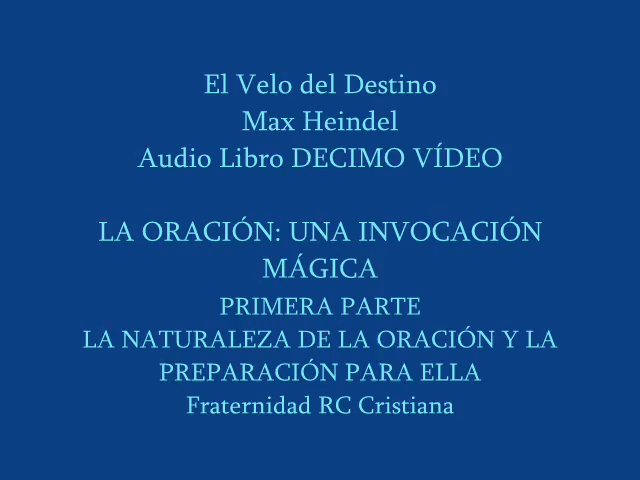 El Velo del Destino
Max Heindel
Audio Libro DECIMO VÍDEO
LA ORACIÓN: UNA INVOCACIÓN
MÁGICA
PRIMERA PARTE
LA NATURALEZA DE LA ORACIÓN Y LA
PREPARACIÓN PARA ELLA
Fraternidad RC Cristiana